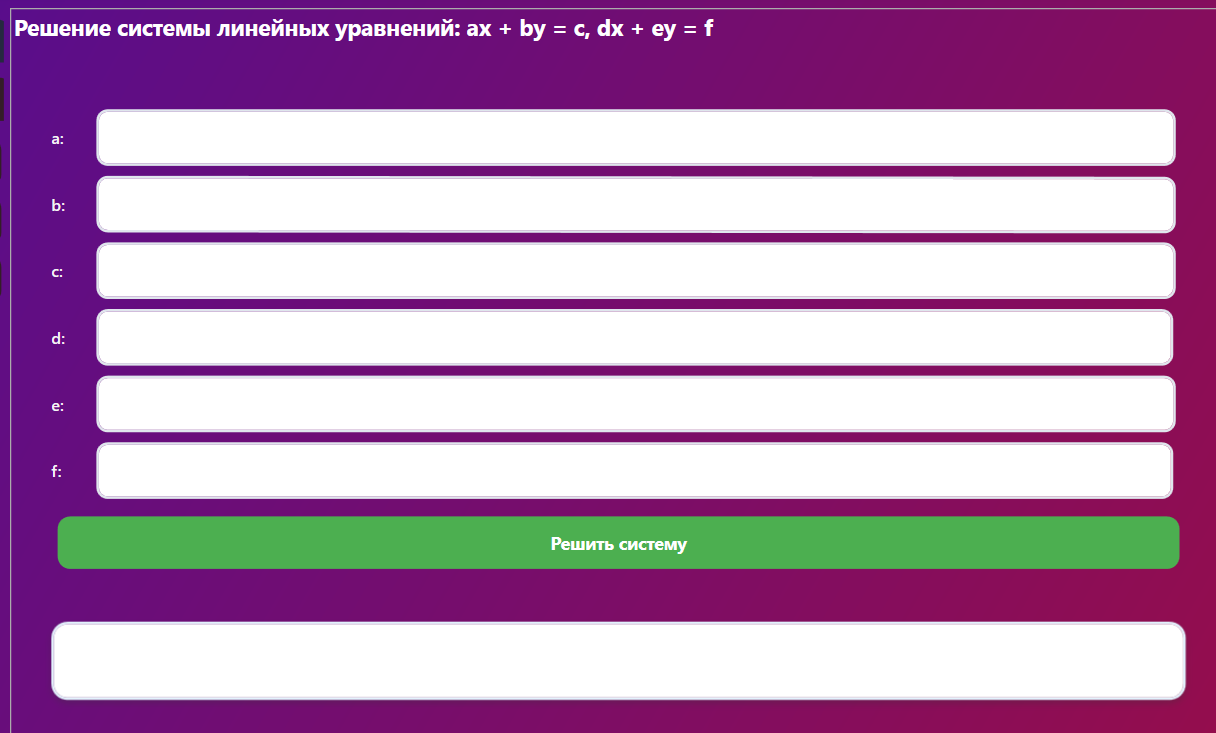 Решение системы линейных уравнений: ax + by = c, dx + ey = f
a:
b:
c:
d:
e:
f:
Решить систему